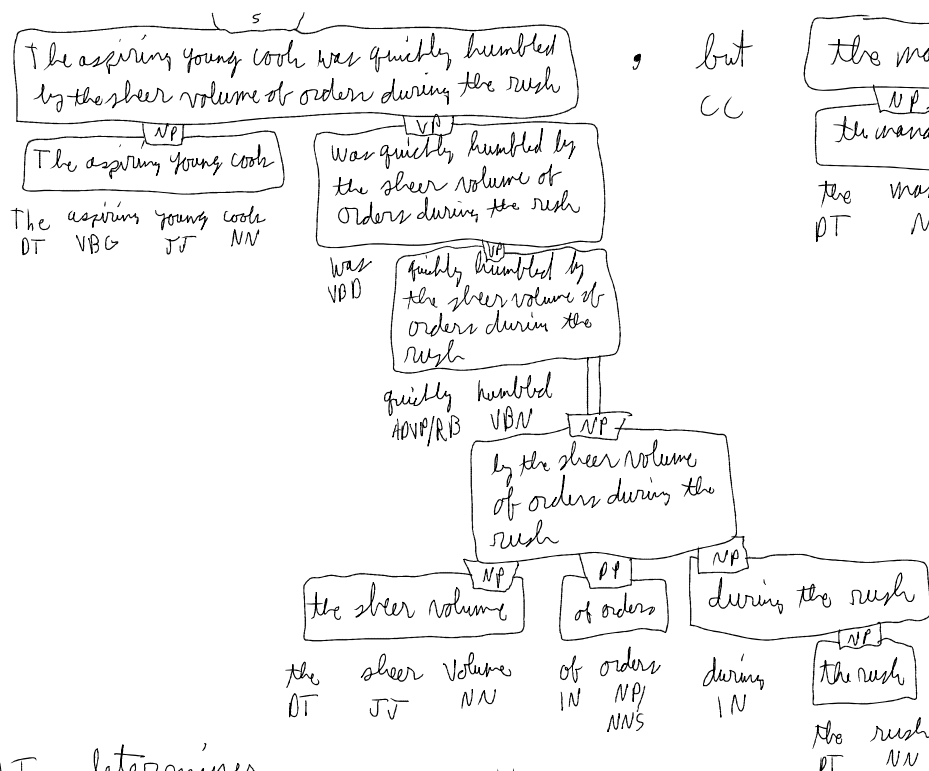 S
The aspiring young cook was quickly humbled
by the sheer volume of orders during the rush
, but
CC
the ma
NP
the mana
the ma
DT N
NP
The aspiring young cook
The aspiring young cook
DT VBG JJ NN
VP
was quickly humbled by
the sheer volume of
orders during the rush
was
VBD
VP
quickly humbled by
the sheer volume of
orders during the
rush
quickly humbled
ADVP/RB VBN
NP
by the sheer volume
of orders during the
rush
NP
the sheer volume
the sheer volume
DT JJ NN
PP
of orders
of orders
IN NP/
NNS
NP
during the rush
during
IN
NP
the rush
the rush
DT NN